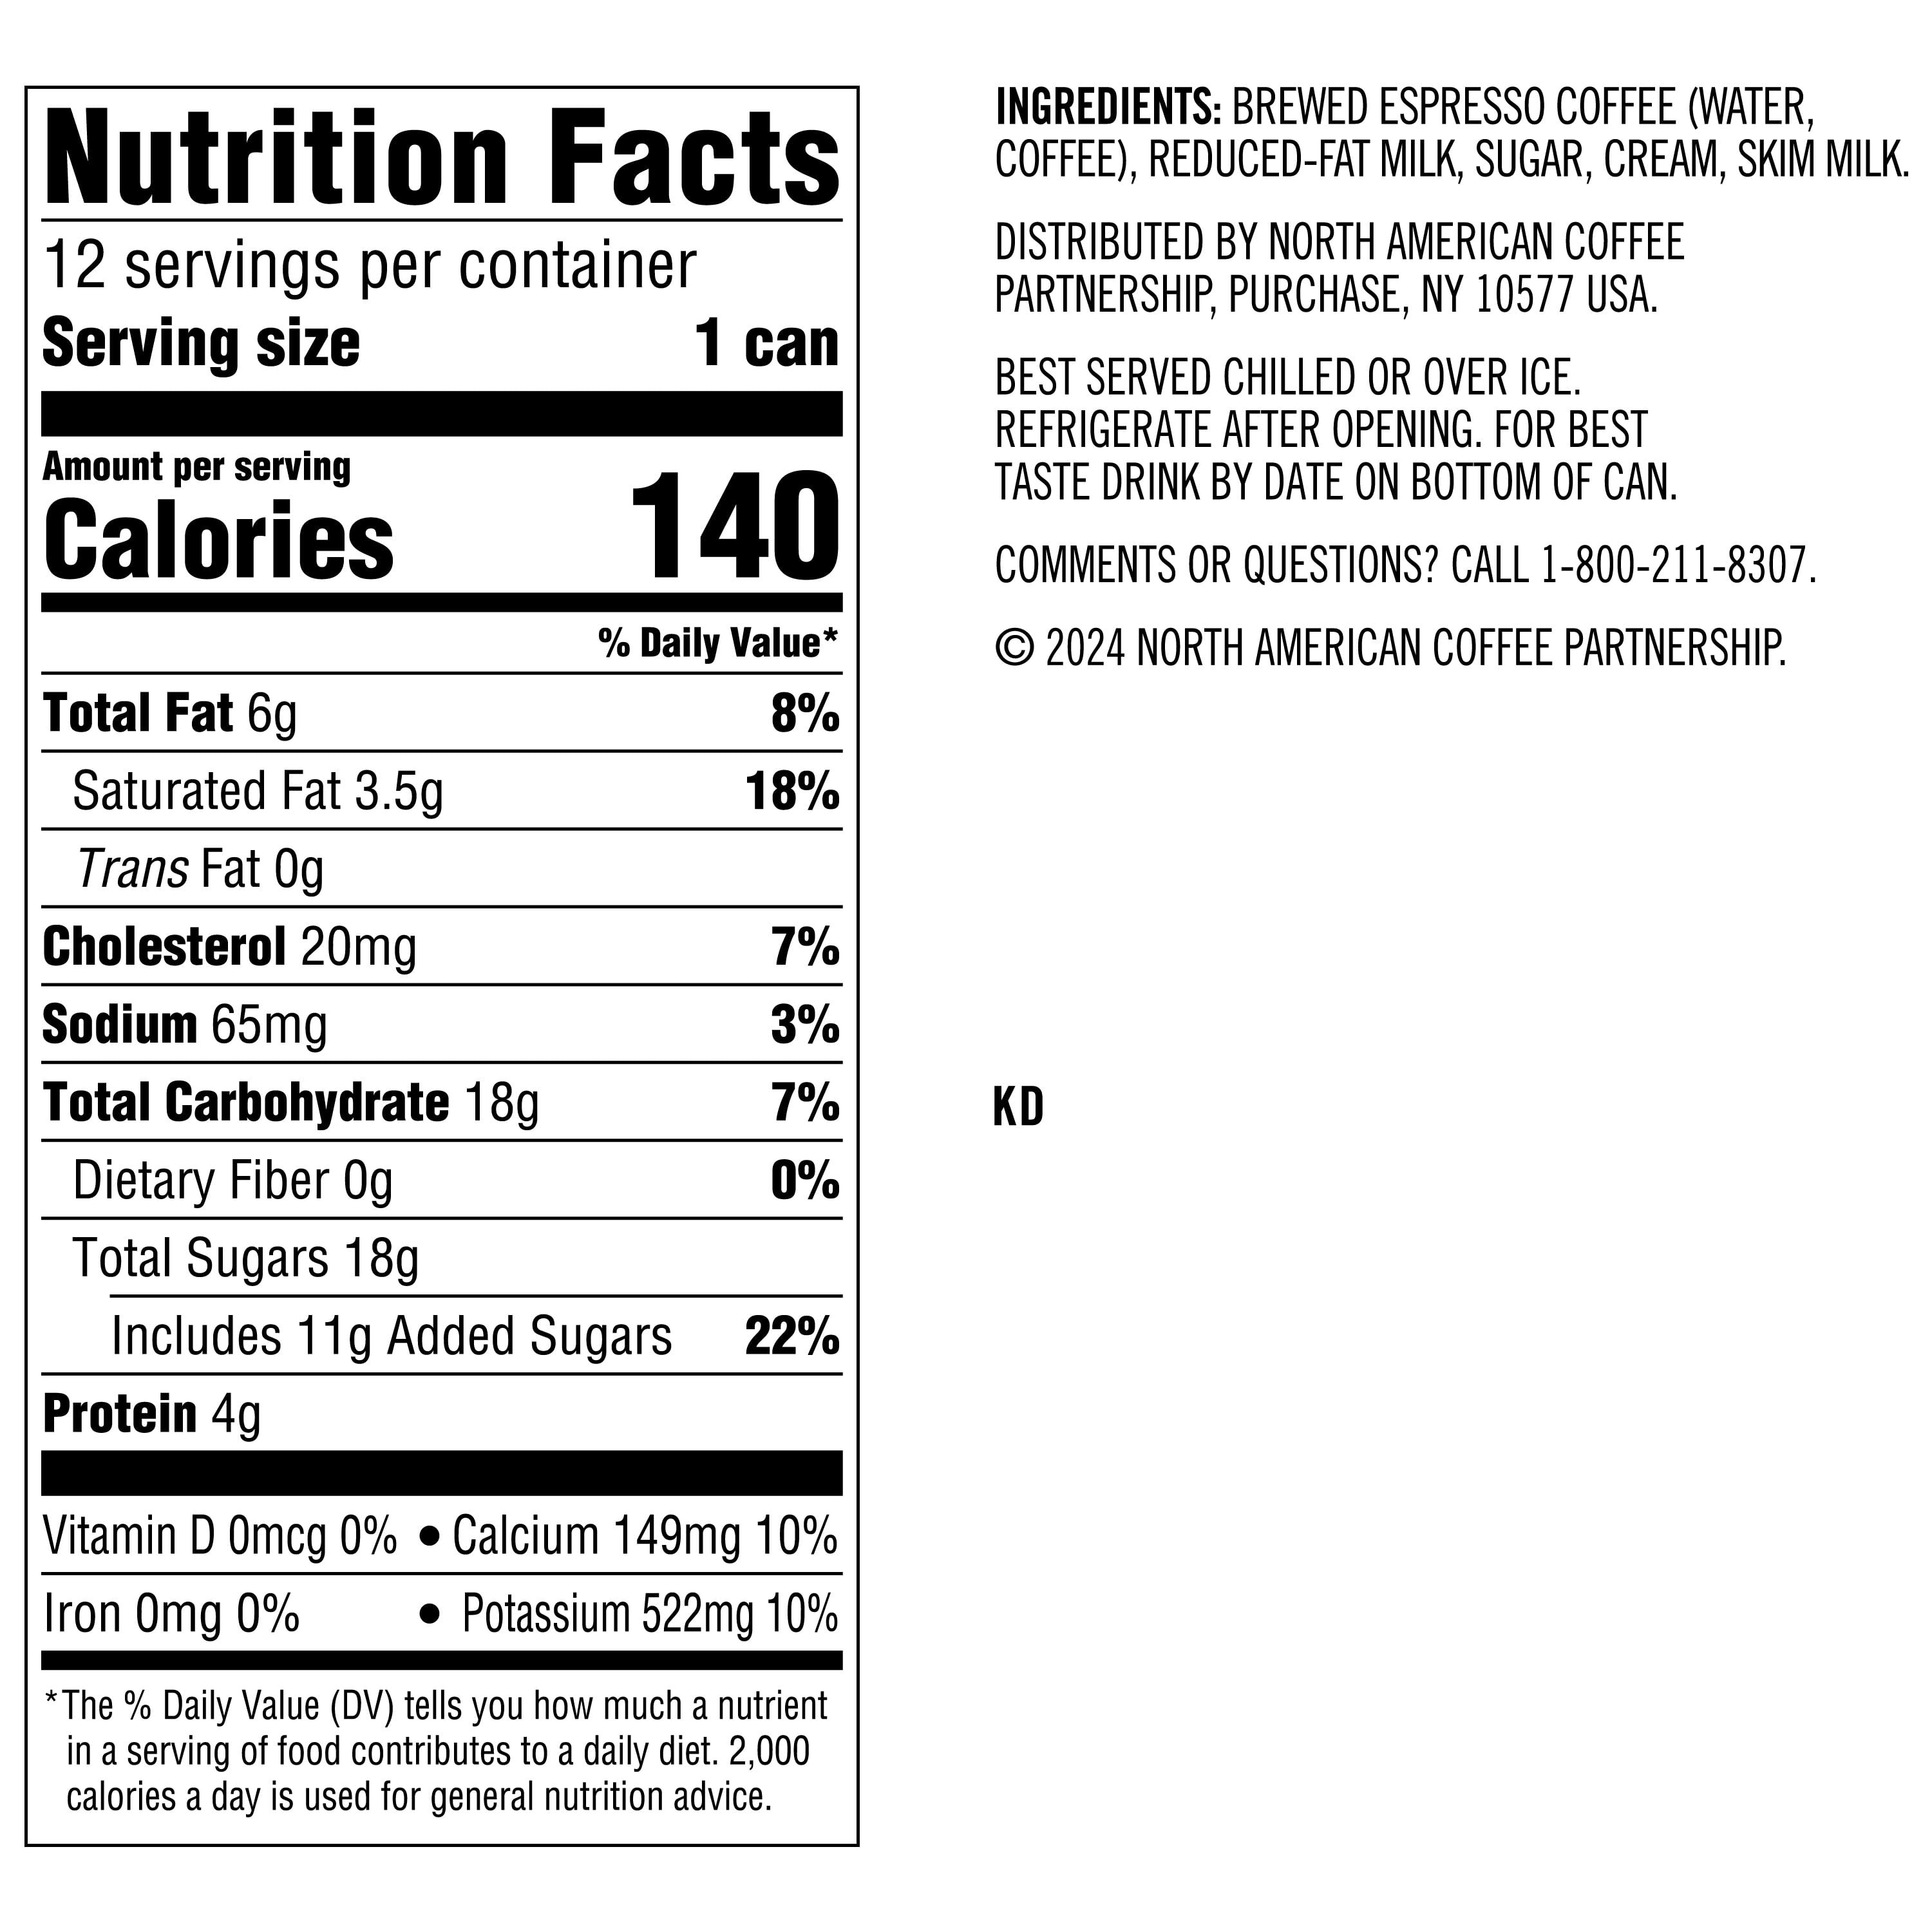 Nutrition Facts
12 servings per container
Serving size 1 can
Amount per serving
Calories 140
% Daily Value*
Total Fat 6g 8%
Saturated Fat 3.5g 18%
Trans Fat 0g
Cholesterol 20mg 7%
Sodium 65mg 3%
Total Carbohydrate 18g 7%
Dietary Fiber 0g 0%
Total Sugars 18g
Includes 11g Added Sugars 22%
Protein 4g
Vitamin D 0mcg 0% • Calcium 149mg 10%
Iron 0mg 0% • Potassium 522mg 10%
*The % Daily Value (DV) tells you how much a nutrient
in a serving of food contributes to a daily diet. 2,000
calories a day is used for general nutrition advice.
INGREDIENTS: BREWED ESPRESSO COFFEE (WATER,
COFFEE), REDUCED-FAT MILK, SUGAR, CREAM, SKIM MILK.
DISTRIBUTED BY NORTH AMERICAN COFFEE
PARTNERSHIP, PURCHASE, NY 10577 USA.
BEST SERVED CHILLED OR OVER ICE.
REFRIGERATE AFTER OPENING. FOR BEST
TASTE DRINK BY DATE ON BOTTOM OF CAN.
COMMENTS OR QUESTIONS? CALL 1-800-211-8307.
© 2024 NORTH AMERICAN COFFEE PARTNERSHIP.
KD